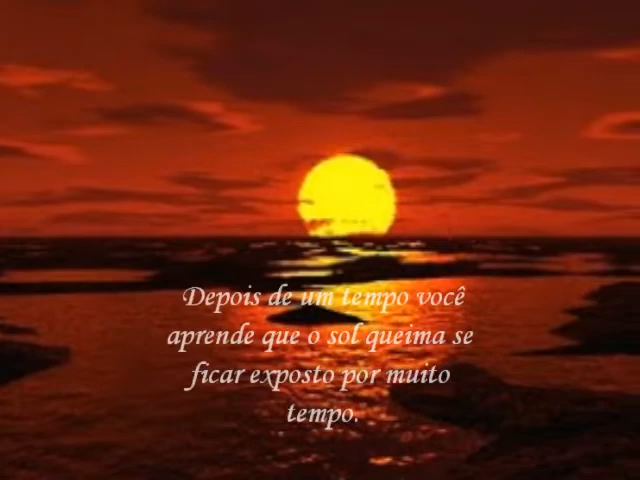 Depois de um tempo você
aprende que o sol queima se
ficar exposto por muito
tempo.